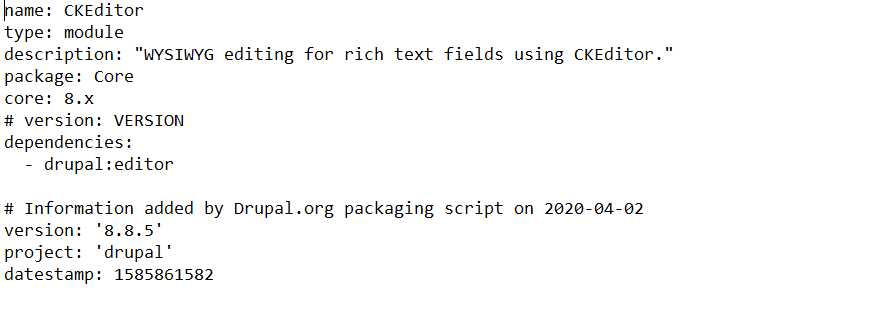 name: CKEditor
type: module
description: "WYSIWYG editing for rich text fields using CKEditor."
package: Core
core: 8.x
# version: VERSION
dependencies:
  - drupal:editor

# Information added by Drupal.org packaging script on 2020-04-02
version: '8.8.5'
project: 'drupal'
datestamp: 1585861582